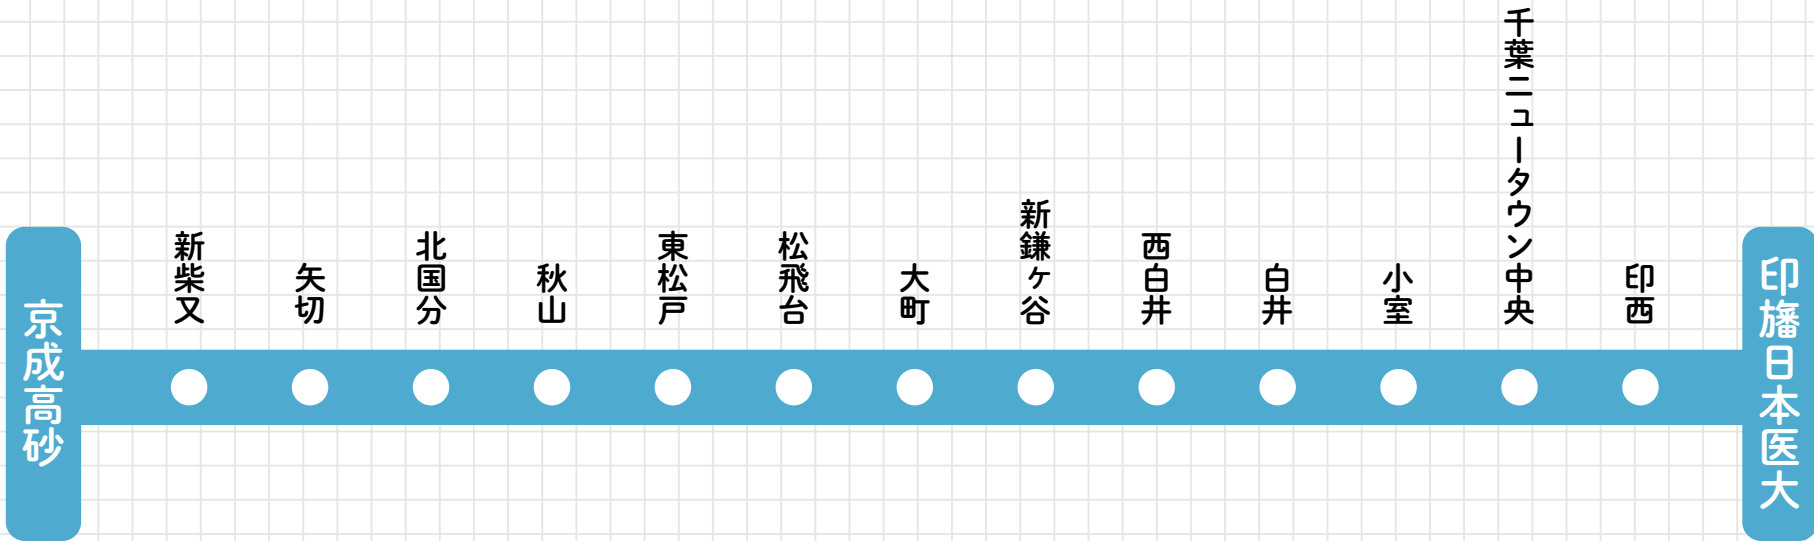 京成高砂
新柴又
矢切
北国分
秋山
東松戸
松飛台
大町
新鎌ヶ谷
西白井
白井
小室
千葉ニュータウン中央
印西
印旛日本医大